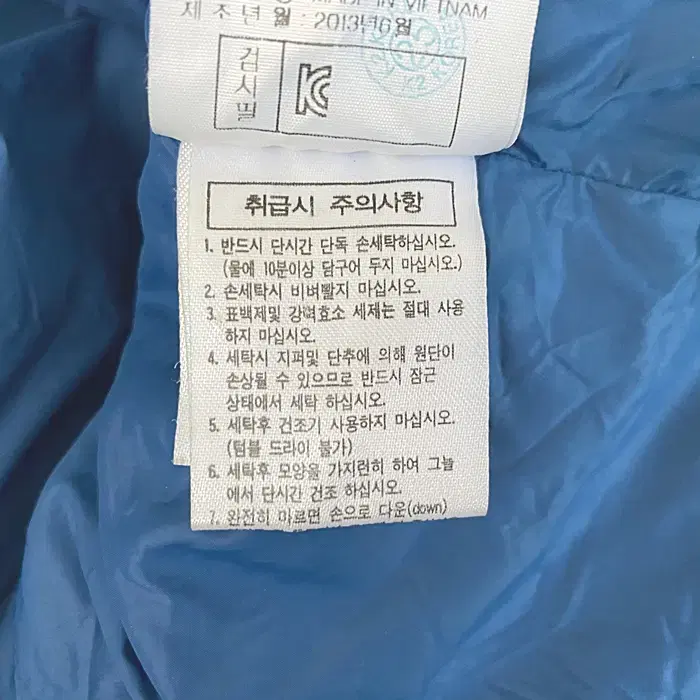 MADE IN VIETNAM
제 조 년 월 : 2013년6월
K2 KOREA
검
시
필
취급시 주의사항
1. 반드시 단시간 단독 손세탁하십시오.
(물에 10분이상 담구어 두지 마십시오.)
2. 손세탁시 비벼빨지 마십시오.
3. 표백제및 강력효소 세제는 절대 사용
하지 마십시오.
4. 세탁시 지퍼및 단추에 의해 원단이
손상될 수 있으므로 반드시 잠근
상태에서 세탁 하십시오.
5. 세탁후 건조기 사용하지 마십시오.
(텀블 드라이 불가)
6. 세탁후 모양을 가지런히 하여 그늘
에서 단시간 건조 하십시오.
7. 완전히 마르면 손으로 다운(down)